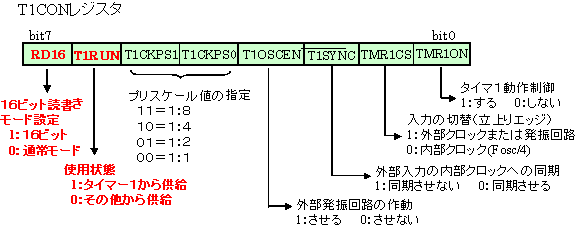 T1CONレジスタ
bit7
bit0
RD16 T1RUN T1CKPS1 T1CKPS0 T1OSCEN T1SYNC TMR1CS TMR1ON
16ビット読書き
モード設定
1:16ビット
0:通常モード
使用状態
1:タイマー1から供給
0:その他から供給
プリスケール値の指定
11=1:8
10=1:4
01=1:2
00=1:1
タイマ1動作制御
1:する 0:しない
入力の切替(立上りエッジ)
1:外部クロックまたは発振回路
0:内部クロック(Fosc/4)
外部入力の内部クロックへの同期
1:同期させない 0:同期させる
外部発振回路の作動
1:させる 0:させない